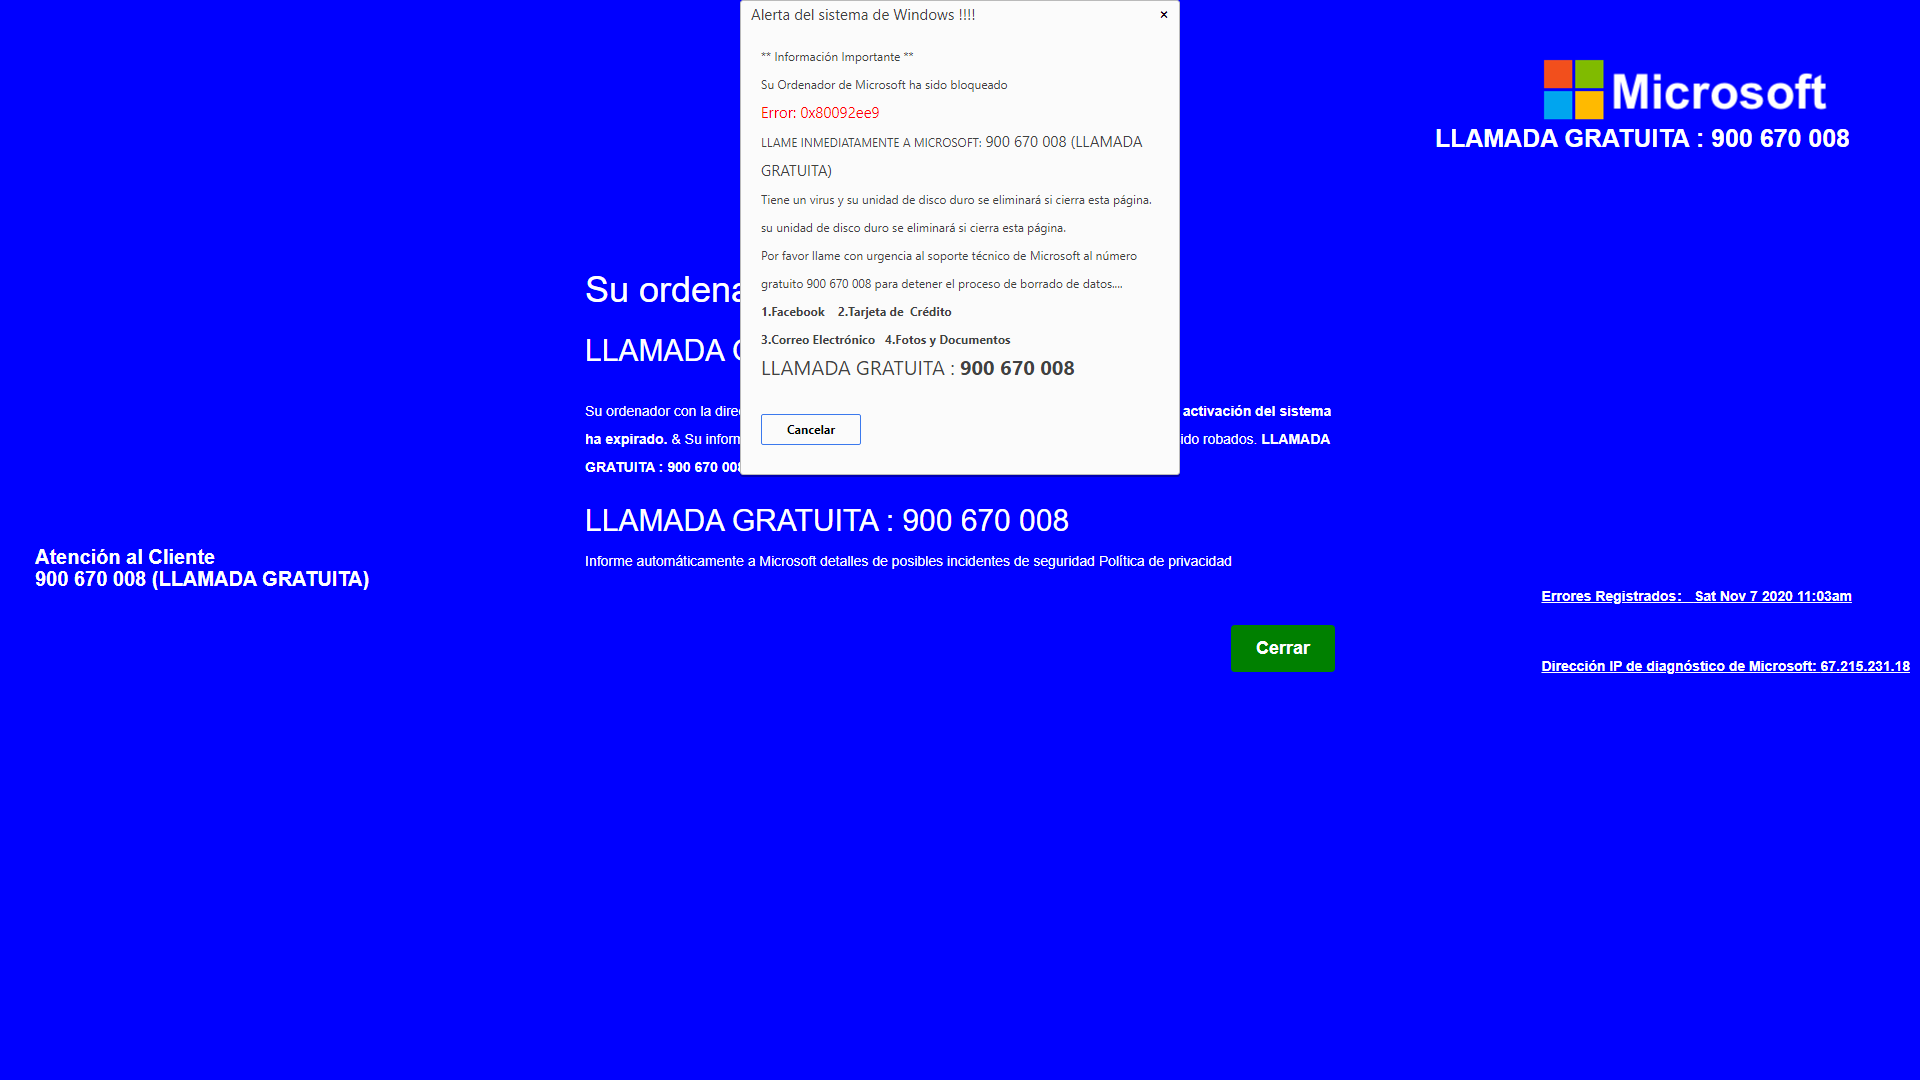 Alerta del sistema de Windows !!!!
×
** Información Importante **
Su Ordenador de Microsoft ha sido bloqueado
Error: 0x80092ee9
LLAME INMEDIATAMENTE A MICROSOFT: 900 670 008 (LLAMADA
GRATUITA)
Tiene un virus y su unidad de disco duro se eliminará si cierra esta página.
su unidad de disco duro se eliminará si cierra esta página.
Por favor llame con urgencia al soporte técnico de Microsoft al número
gratuito 900 670 008 para detener el proceso de borrado de datos....
1.Facebook 2.Tarjeta de Crédito
3.Correo Electrónico 4.Fotos y Documentos
LLAMADA GRATUITA : 900 670 008
Cancelar
Microsoft
LLAMADA GRATUITA : 900 670 008
Su ordena
LLAMADA
Su ordenador con la direc activación del sistema
ha expirado. & Su inform ido robados. LLAMADA
GRATUITA : 900 670 008
LLAMADA GRATUITA : 900 670 008
Informe automáticamente a Microsoft detalles de posibles incidentes de seguridad Política de privacidad
Atención al Cliente
900 670 008 (LLAMADA GRATUITA)
Errores Registrados: Sat Nov 7 2020 11:03am
Cerrar
Dirección IP de diagnóstico de Microsoft: 67.215.231.18